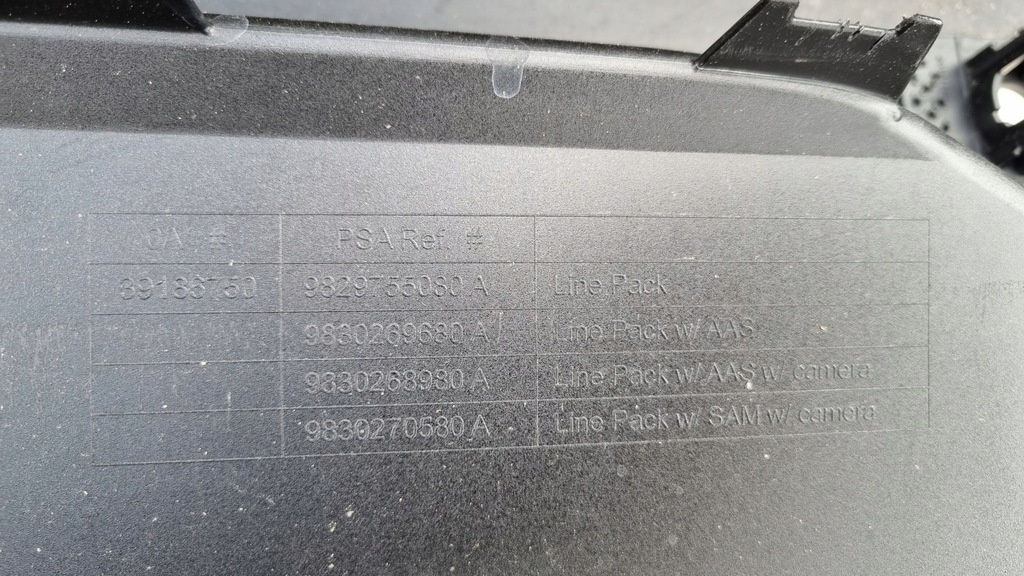 OV #  PSA Ref. #
39186750  9829755080 A  Line Pack
9830269680 A  Line Pack w/ AAS
9830268980 A  Line Pack w/ AAS w/ camera
9830270580 A  Line Pack w/ SAM w/ camera